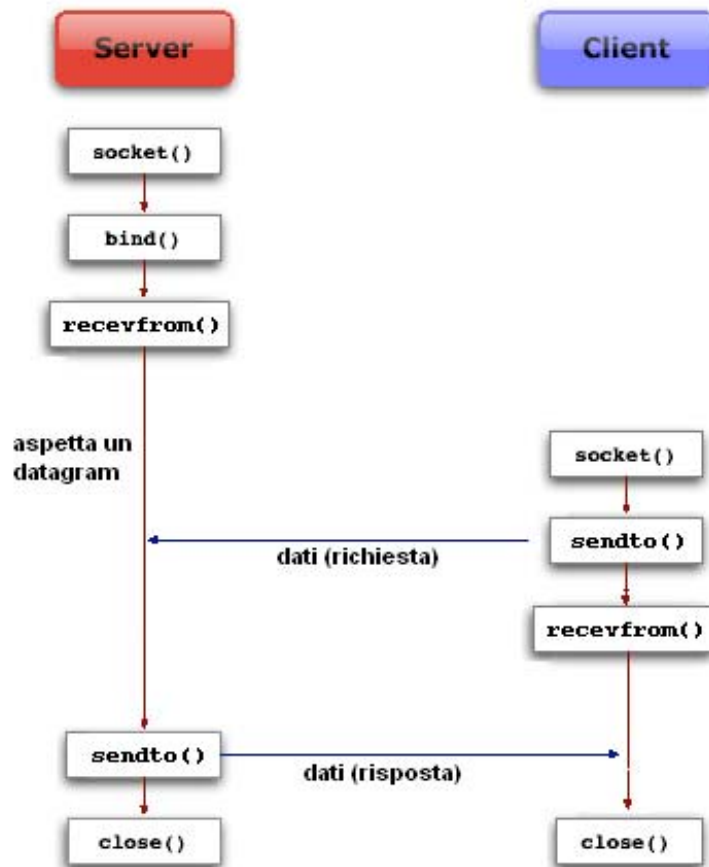 Server
Client
socket()
bind()
recevfrom()
aspetta un
datagram
socket()
sendto()
dati (richiesta)
recevfrom()
sendto()
dati (risposta)
close()
close()